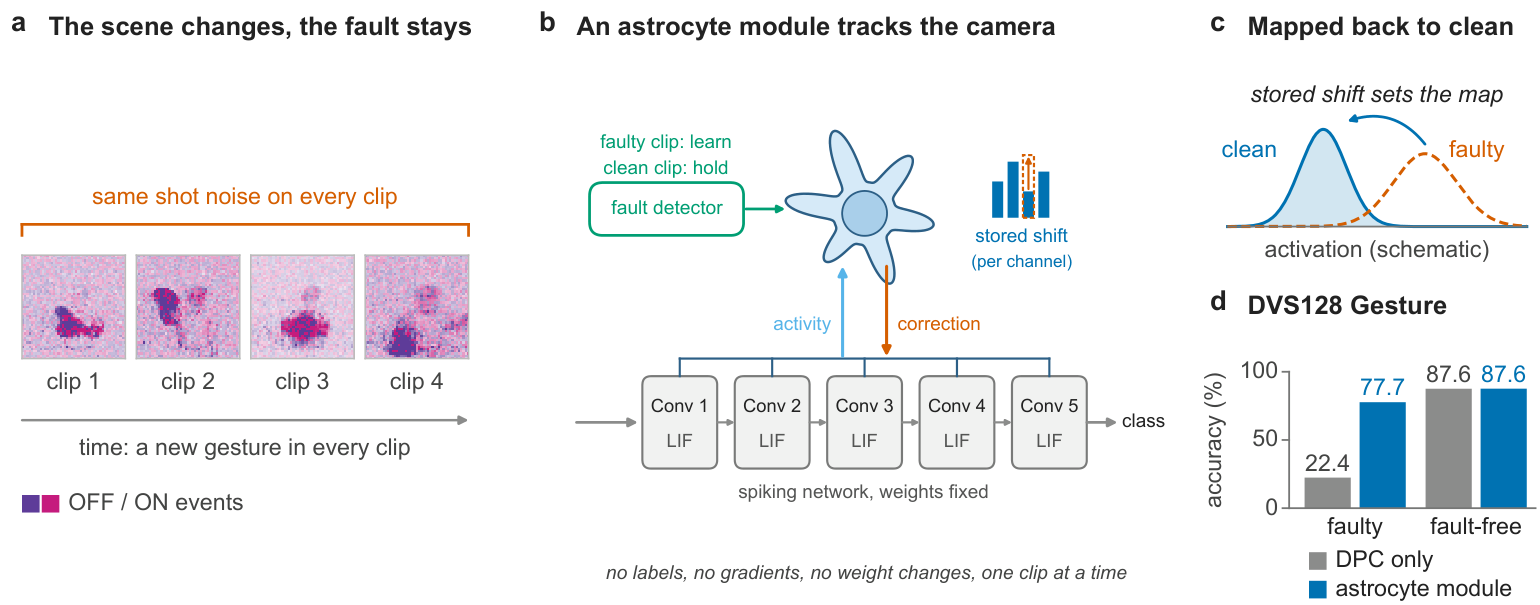 a The scene changes, the fault stays
same shot noise on every clip
clip 1 clip 2 clip 3 clip 4
time: a new gesture in every clip
OFF / ON events
b An astrocyte module tracks the camera
faulty clip: learn
clean clip: hold
fault detector
stored shift
(per channel)
activity
correction
Conv 1 Conv 2 Conv 3 Conv 4 Conv 5
LIF LIF LIF LIF LIF
class
spiking network, weights fixed
no labels, no gradients, no weight changes, one clip at a time
c Mapped back to clean
stored shift sets the map
clean
faulty
activation (schematic)
d DVS128 Gesture
accuracy (%)
100
50
0
22.4 77.7 87.6 87.6
faulty fault-free
DPC only
astrocyte module